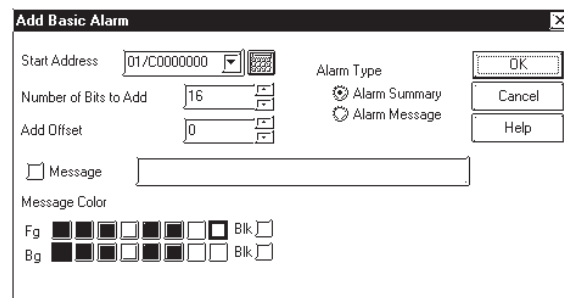 Add Basic Alarm
Start Address 01/C0000000
Number of Bits to Add 16
Add Offset 0
Alarm Type
Alarm Summary
Alarm Message
OK
Cancel
Help
Message
Message Color
Fg Blk
Bg Blk